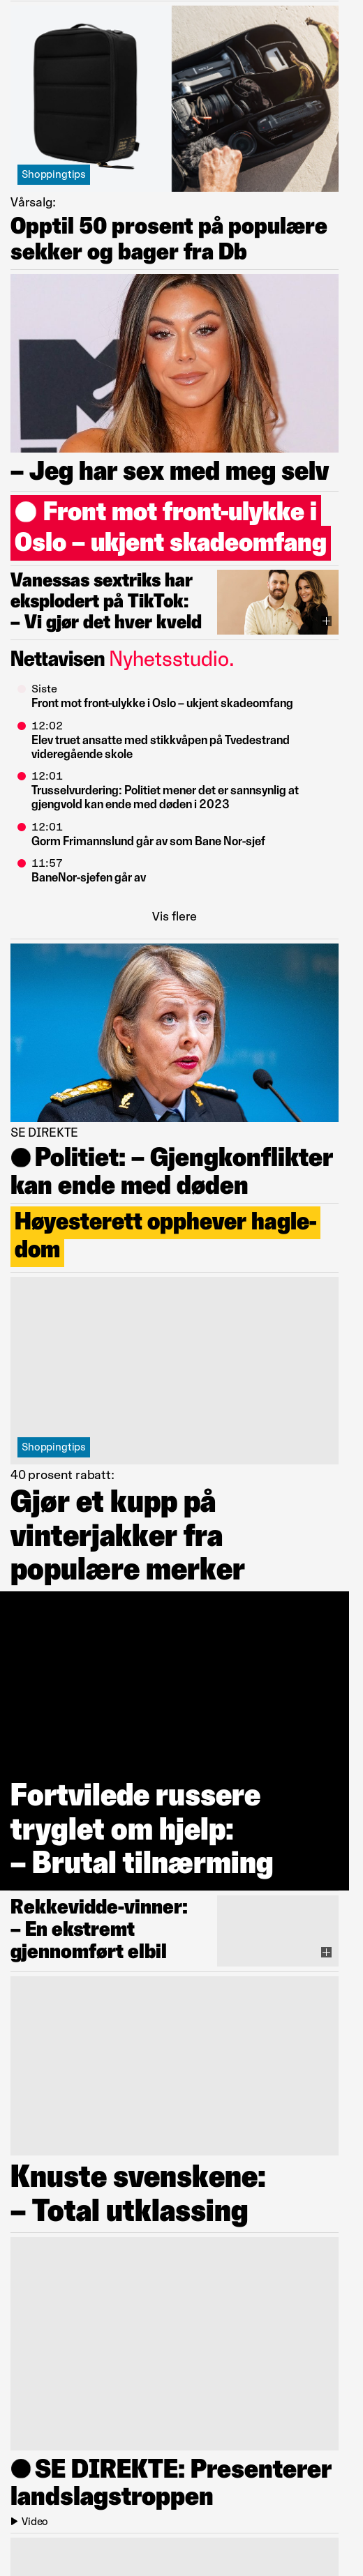 Shoppingtips
Vårsalg:
Opptil 50 prosent på populære
sekker og bager fra Db
– Jeg har sex med meg selv
Front mot front-ulykke i
Oslo – ukjent skadeomfang
Vanessas sextriks har
eksplodert på TikTok:
– Vi gjør det hver kveld
Nettavisen Nyhetsstudio.
Siste
Front mot front-ulykke i Oslo – ukjent skadeomfang
12:02
Elev truet ansatte med stikkvåpen på Tvedestrand
videregående skole
12:01
Trusselvurdering: Politiet mener det er sannsynlig at
gjengvold kan ende med døden i 2023
12:01
Gorm Frimannslund går av som Bane Nor-sjef
11:57
BaneNor-sjefen går av
Vis flere
SE DIREKTE
Politiet: – Gjengkonflikter
kan ende med døden
Høyesterett opphever hagle-
dom
Shoppingtips
40 prosent rabatt:
Gjør et kupp på
vinterjakker fra
populære merker
Fortvilede russere
tryglet om hjelp:
– Brutal tilnærming
Rekkevidde-vinner:
– En ekstremt
gjennomført elbil
Knuste svenskene:
– Total utklassing
SE DIREKTE: Presenterer
landslagstroppen
Video